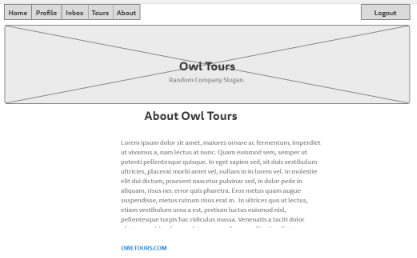 Home Profile Inbox Tours About Logout
Owl Tours
Random Company Slogan.
About Owl Tours
Lorem ipsum dolor sit amet, maiores ornare ac fermentum, imperdiet
ut vivamus a, nam lectus at nunc. Quam euismod sem, semper ut
potenti pellentesque quisque. In eget sapien sed, sit duis vestibulum
ultricies, placerat morbi amet vel, nullam in in lorem vel. In molestie
elit dui dictum, praesent nascetur pulvinar sed, in dolor pede in
aliquam, risus nec error quis pharetra. Eros metus quam augue
suspendisse, metus rutrum risus erat in. In ultrices quo ut lectus,
etiam vestibulum urna a est, pretium luctus euismod nisl,
pellentesque turpis hac ridiculus massa. Venenatis a taciti dolor
OWLTOURS.COM